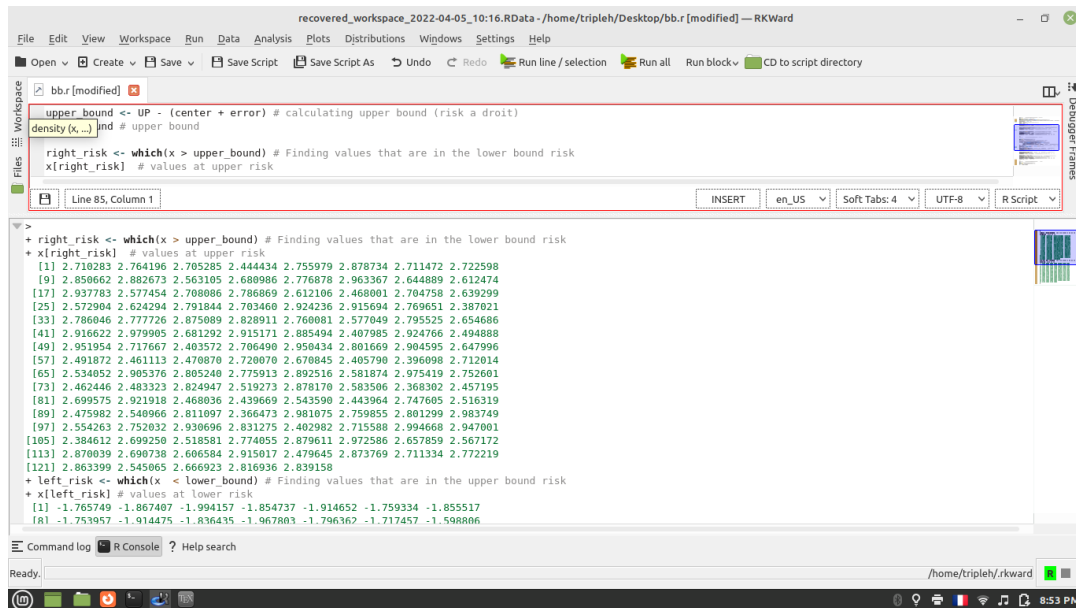 recovered_workspace_2022-04-05_10:16.RData - /home/tripleh/Desktop/bb.r [modified] — RKWard
File Edit View Workspace Run Data Analysis Plots Distributions Windows Settings Help
Open Create Save Save Script Save Script As Undo Redo Run line / selection Run all Run block CD to script directory
Workspace
Files
bb.r [modified]
Debugger Frames
upper_bound <- UP - (center + error) # calculating upper bound (risk a droit)
density (x, ...) und # upper bound
right_risk <- which(x > upper_bound) # Finding values that are in the lower bound risk
x[right_risk] # values at upper risk
Line 85, Column 1 INSERT en_US Soft Tabs: 4 UTF-8 R Script
>
+ right_risk <- which(x > upper_bound) # Finding values that are in the lower bound risk
+ x[right_risk] # values at upper risk
[1] 2.710283 2.764196 2.705285 2.444434 2.755979 2.878734 2.711472 2.722598
[9] 2.850662 2.882673 2.563105 2.680986 2.776878 2.963367 2.644889 2.612474
[17] 2.937783 2.577454 2.708086 2.786869 2.612106 2.468001 2.704758 2.639299
[25] 2.572904 2.624294 2.791844 2.703460 2.924236 2.915694 2.769651 2.387021
[33] 2.786046 2.777726 2.875089 2.828911 2.760081 2.577049 2.795525 2.654686
[41] 2.916622 2.979905 2.681292 2.915171 2.885494 2.407985 2.924766 2.494888
[49] 2.951954 2.717667 2.403572 2.706490 2.950434 2.801669 2.904595 2.647996
[57] 2.491872 2.461113 2.470870 2.720070 2.670845 2.405790 2.396098 2.712014
[65] 2.534052 2.905376 2.805240 2.775913 2.892516 2.581874 2.975419 2.752601
[73] 2.462446 2.483323 2.824947 2.519273 2.878170 2.583506 2.368302 2.457195
[81] 2.699575 2.921918 2.468036 2.439669 2.543590 2.443964 2.747605 2.516319
[89] 2.475982 2.540966 2.811097 2.366473 2.981075 2.759855 2.801299 2.983749
[97] 2.554263 2.752032 2.930696 2.831275 2.402982 2.715588 2.994668 2.947001
[105] 2.384612 2.699250 2.518581 2.774055 2.879611 2.972586 2.657859 2.567172
[113] 2.870039 2.690738 2.606584 2.915017 2.479645 2.873769 2.711334 2.772219
[121] 2.863399 2.545065 2.666923 2.816936 2.839158
+ left_risk <- which(x < lower_bound) # Finding values that are in the upper bound risk
+ x[left_risk] # values at lower risk
[1] -1.765749 -1.867407 -1.994157 -1.854737 -1.914652 -1.759334 -1.855517
[8] -1.753957 -1.914475 -1.836435 -1.967803 -1.796362 -1.717457 -1.598806
Command log R Console ? Help search
Ready. /home/tripleh/.rkward R
TEX 8:53 PM